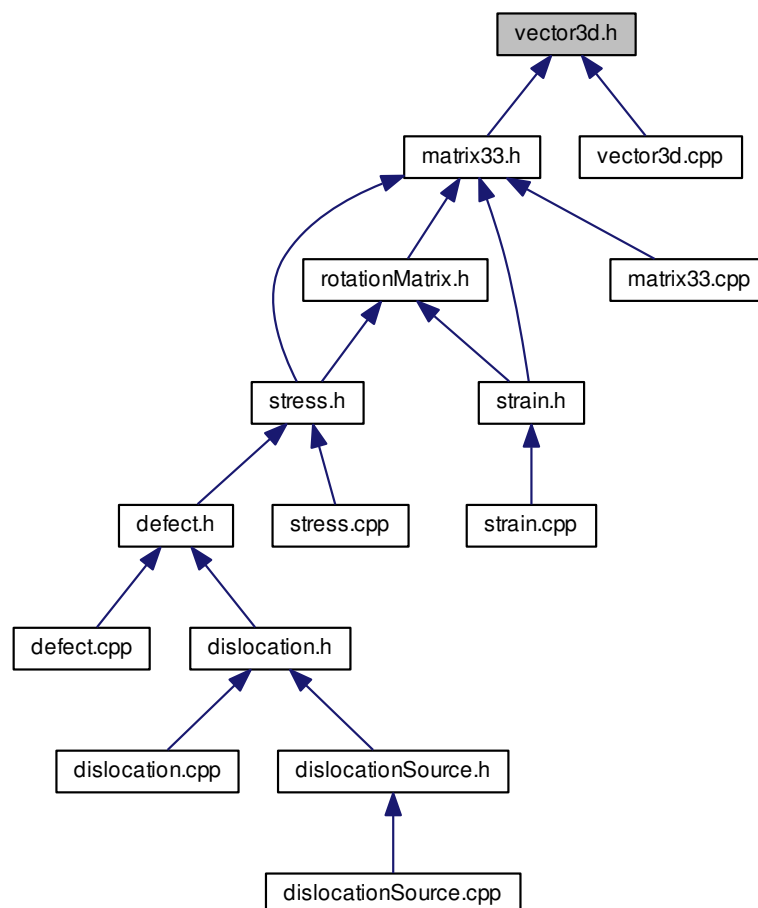 vector3d.h
matrix33.h
vector3d.cpp
rotationMatrix.h
matrix33.cpp
stress.h
strain.h
defect.h
stress.cpp
strain.cpp
defect.cpp
dislocation.h
dislocation.cpp
dislocationSource.h
dislocationSource.cpp